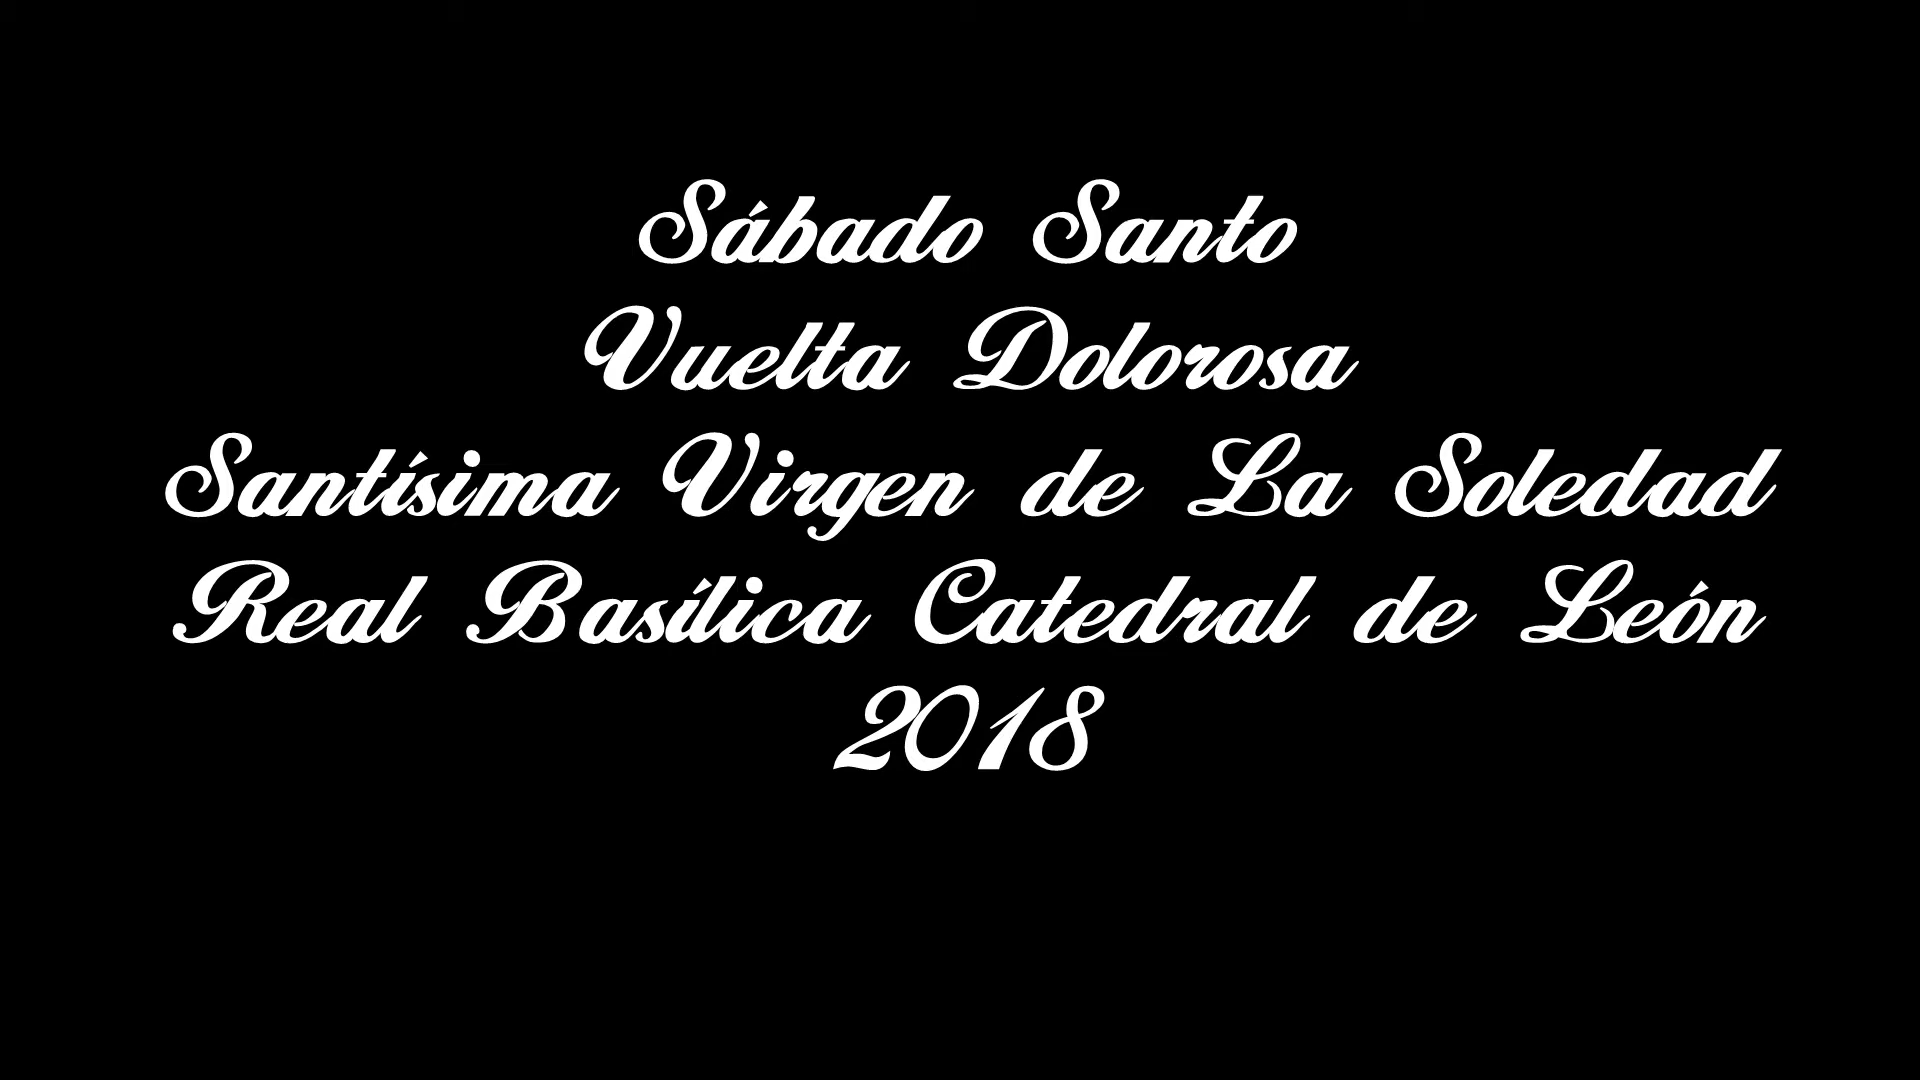 Sábado Santo
Vuelta Dolorosa
Santísima Virgen de La Soledad
Real Basílica Catedral de León
2018